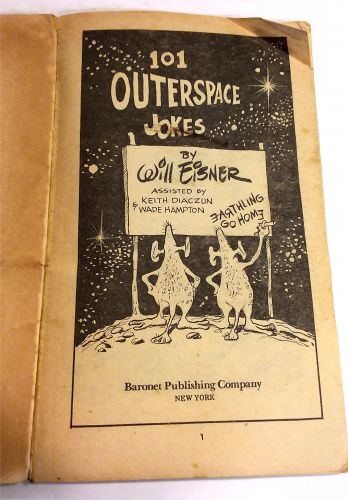 101
OUTERSPACE
JOKES
BY
Will EisNER
ASSISTED BY
KEITH DIACZUN
& WADE HAMPTON
EARTHLING
GO HOME
Baronet Publishing Company
NEW YORK
1